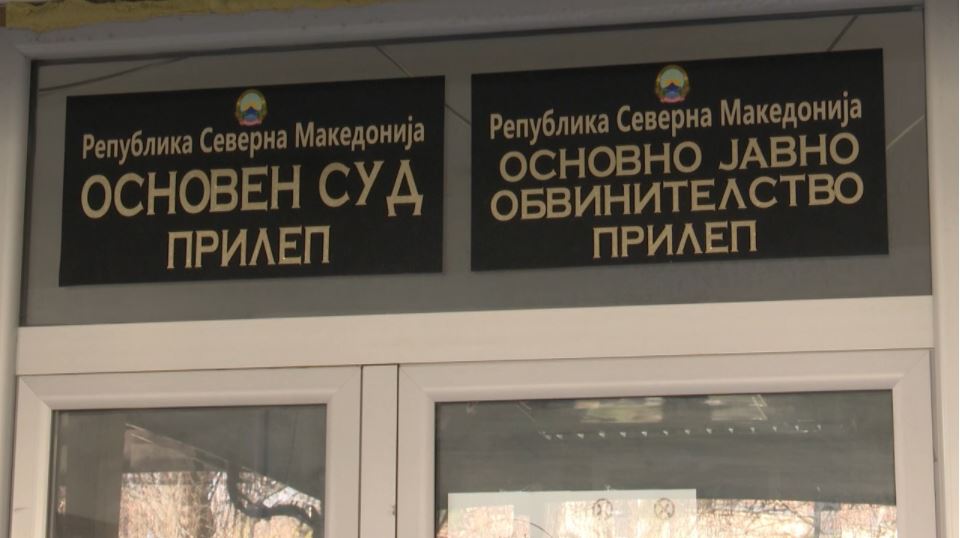 Република Северна Македонија
ОСНОВЕН СУД
ПРИЛЕП
Република Северна Македонија
ОСНОВНО ЈАВНО
ОБВИНИТЕЛСТВО
ПРИЛЕП